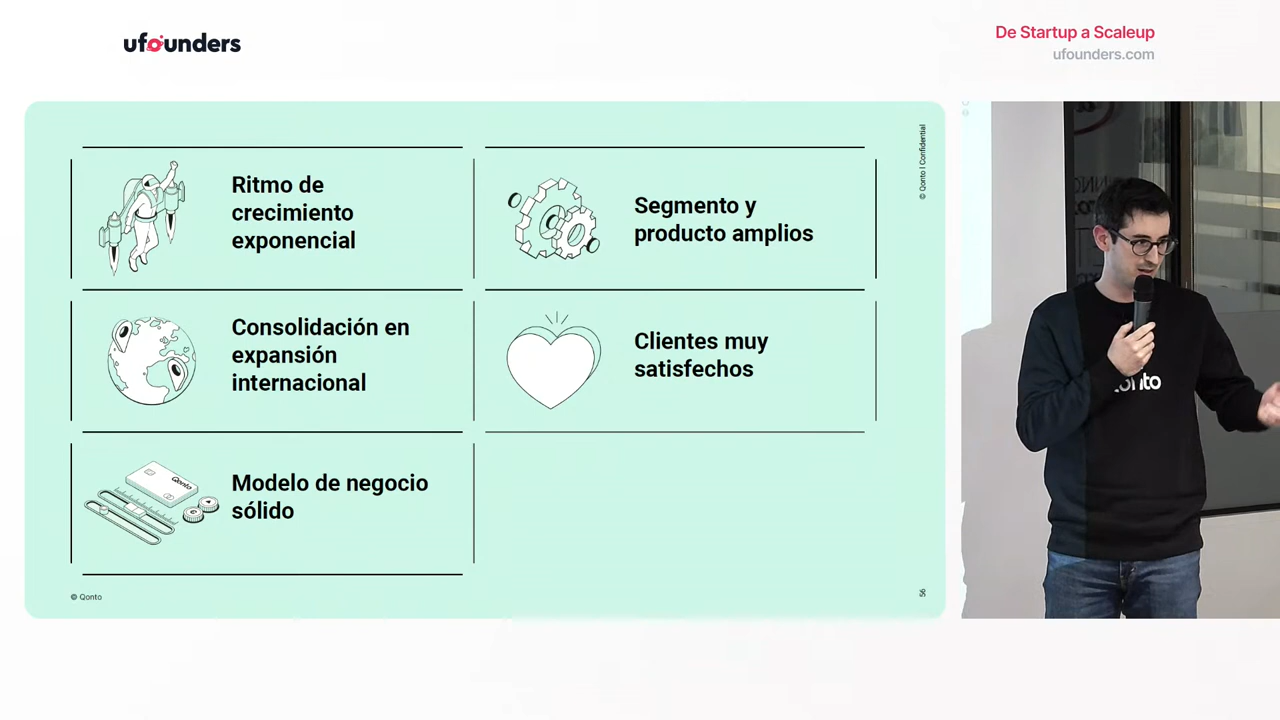 ufounders
De Startup a Scaleup
ufounders.com
© Qonto | Confidential
Ritmo de
crecimiento
exponencial
Segmento y
producto amplios
Consolidación en
expansión
internacional
Clientes muy
satisfechos
Qonto
Modelo de negocio
sólido
© Qonto
56
onto